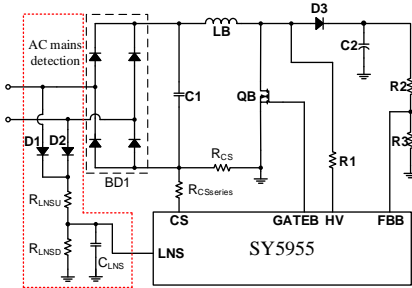 AC mains
detection
LB
D3
C2
C1
QB
R2
D1
D2
BD1
R3
RCS
RCSseries
R1
RLNSU
CS
GATEB
HV
FBB
RLNSD
CLNS
LNS
SY5955